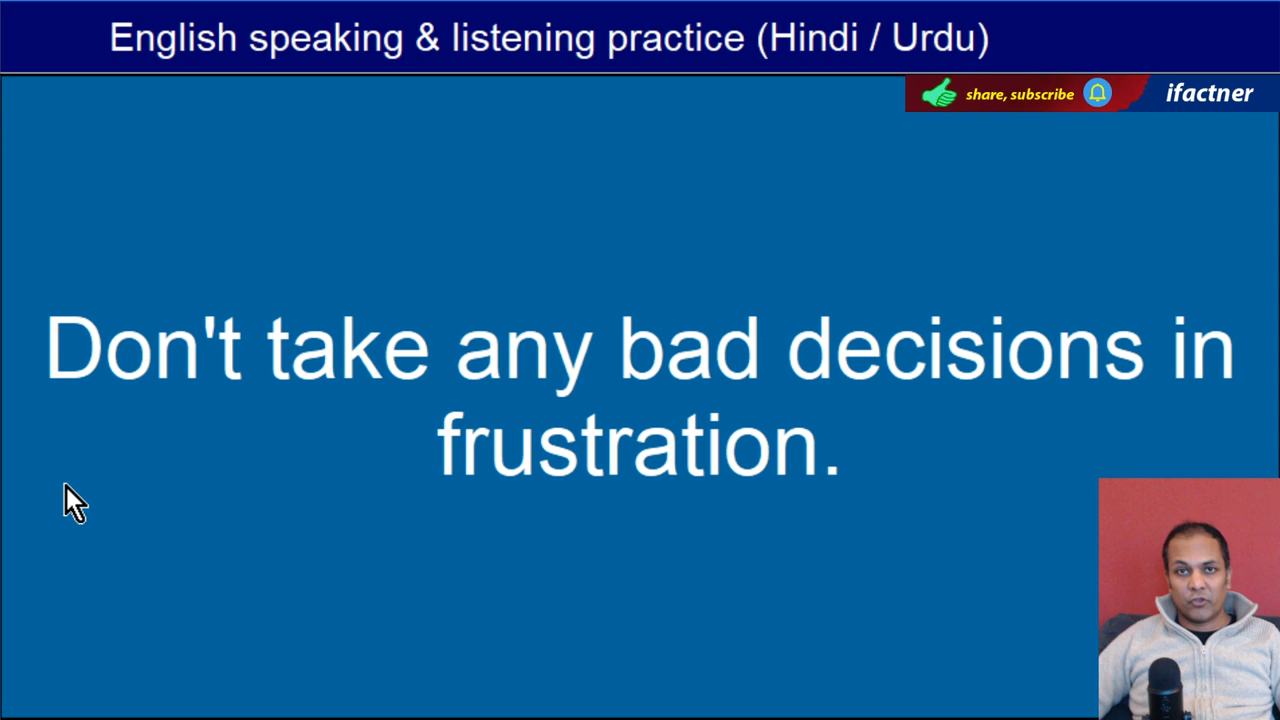 English speaking & listening practice (Hindi / Urdu)
share, subscribe
ifactner
Don't take any bad decisions in
frustration.